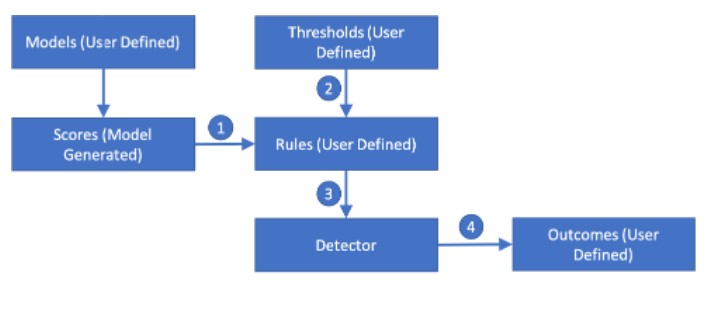 Models (User Defined)
Thresholds (User
Defined)
2
Scores (Model
Generated)
1
Rules (User Defined)
3
Detector
4
Outcomes (User
Defined)